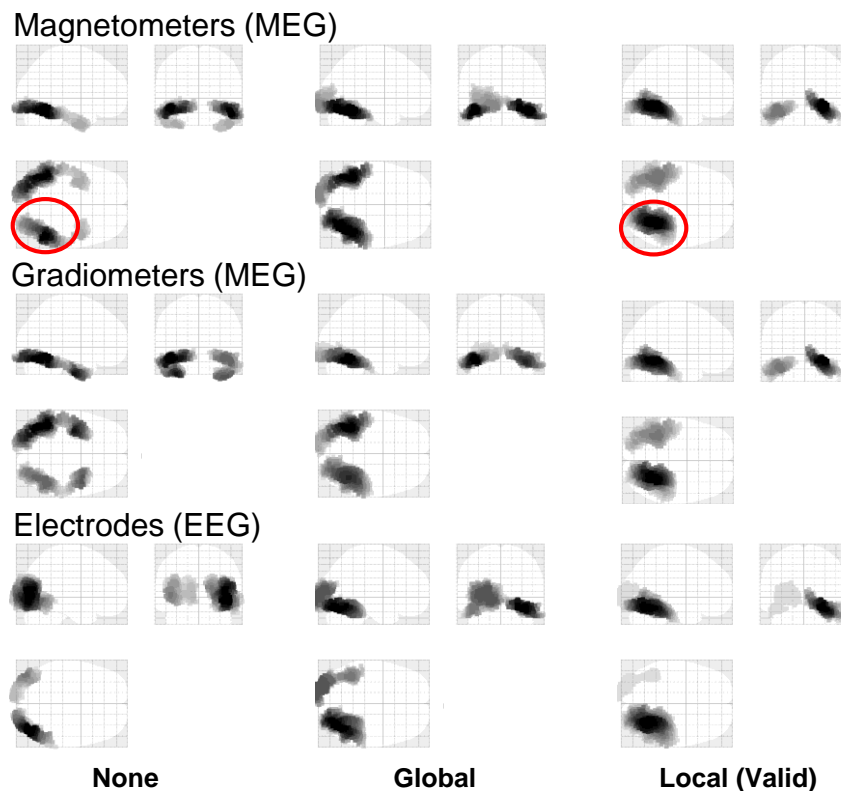 Magnetometers (MEG)
Gradiometers (MEG)
Electrodes (EEG)
None Global Local (Valid)